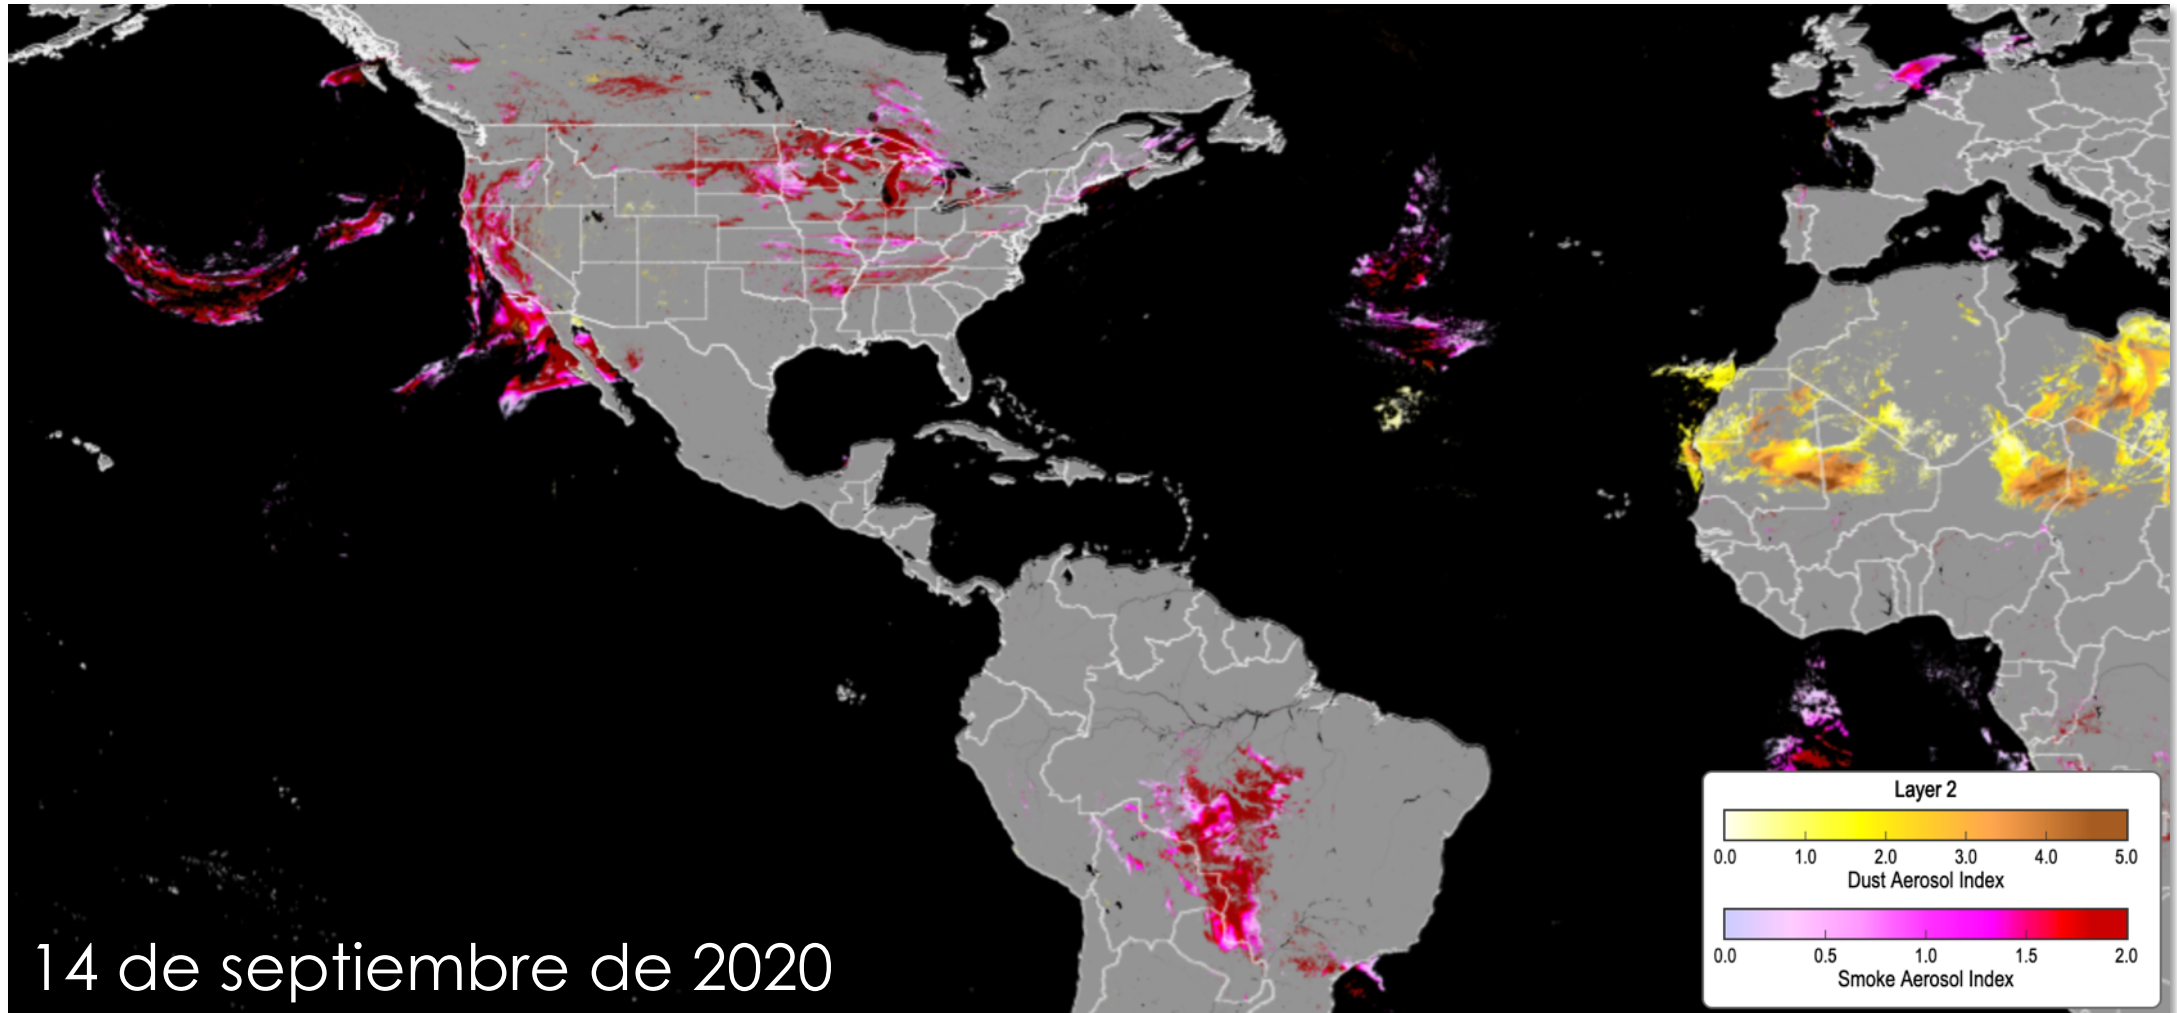 Layer 2
0.0 1.0 2.0 3.0 4.0 5.0
Dust Aerosol Index
0.0 0.5 1.0 1.5 2.0
Smoke Aerosol Index
14 de septiembre de 2020